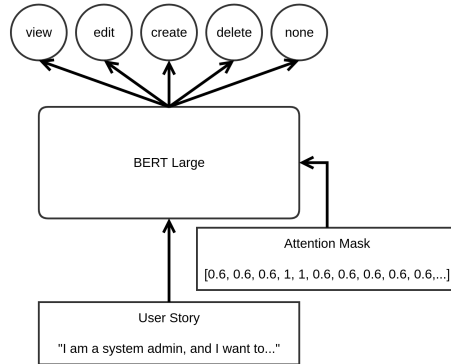 view edit create delete none
BERT Large
Attention Mask
[0.6, 0.6, 0.6, 1, 1, 0.6, 0.6, 0.6, 0.6, 0.6,...]
User Story
"I am a system admin, and I want to..."